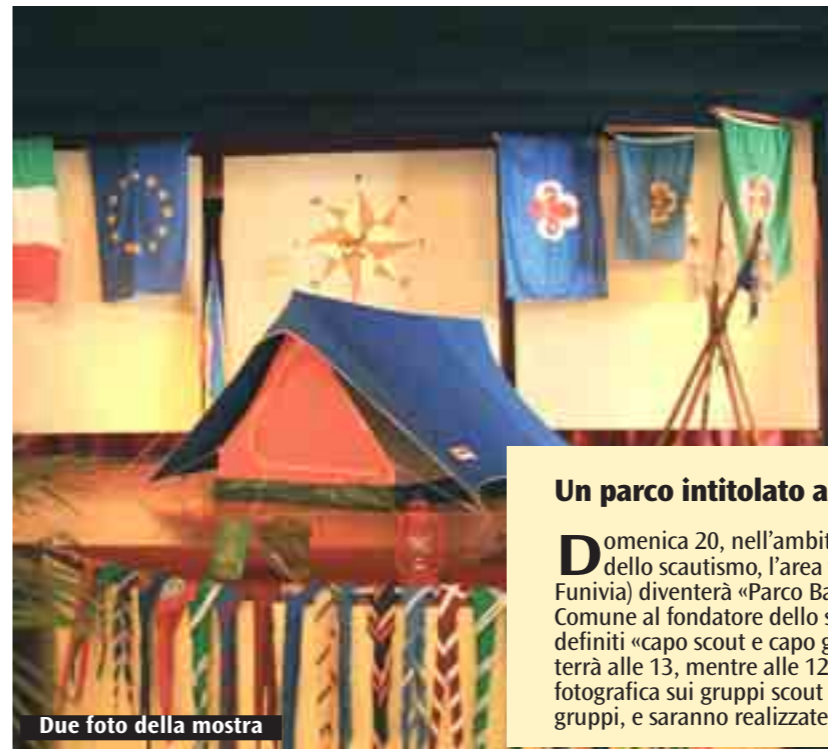 Due foto della mostra
Un parco intitolato a
Domenica 20, nell'ambit
dello scautismo, l'area
Funivia) diventerà «Parco Ba
Comune al fondatore dello s
definiti «capo scout e capo g
terrà alle 13, mentre alle 12
fotografica sui gruppi scout
gruppi, e saranno realizzate